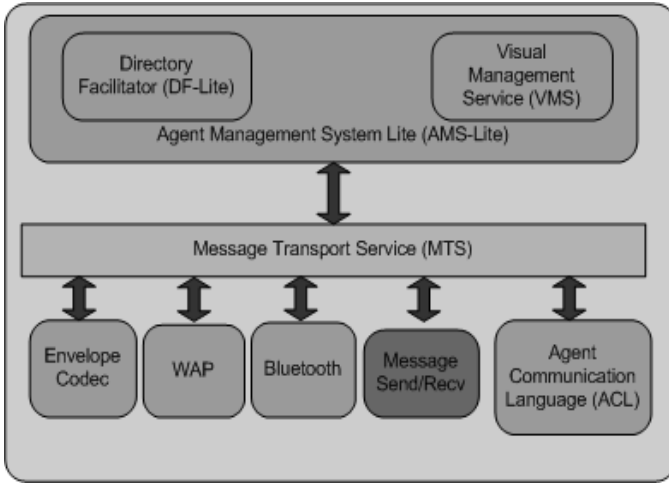 Directory
Facilitator (DF-Lite)
Visual
Management
Service (VMS)
Agent Management System Lite (AMS-Lite)
Message Transport Service (MTS)
Envelope
Codec
WAP
Bluetooth
Message
Send/Recv
Agent
Communication
Language (ACL)